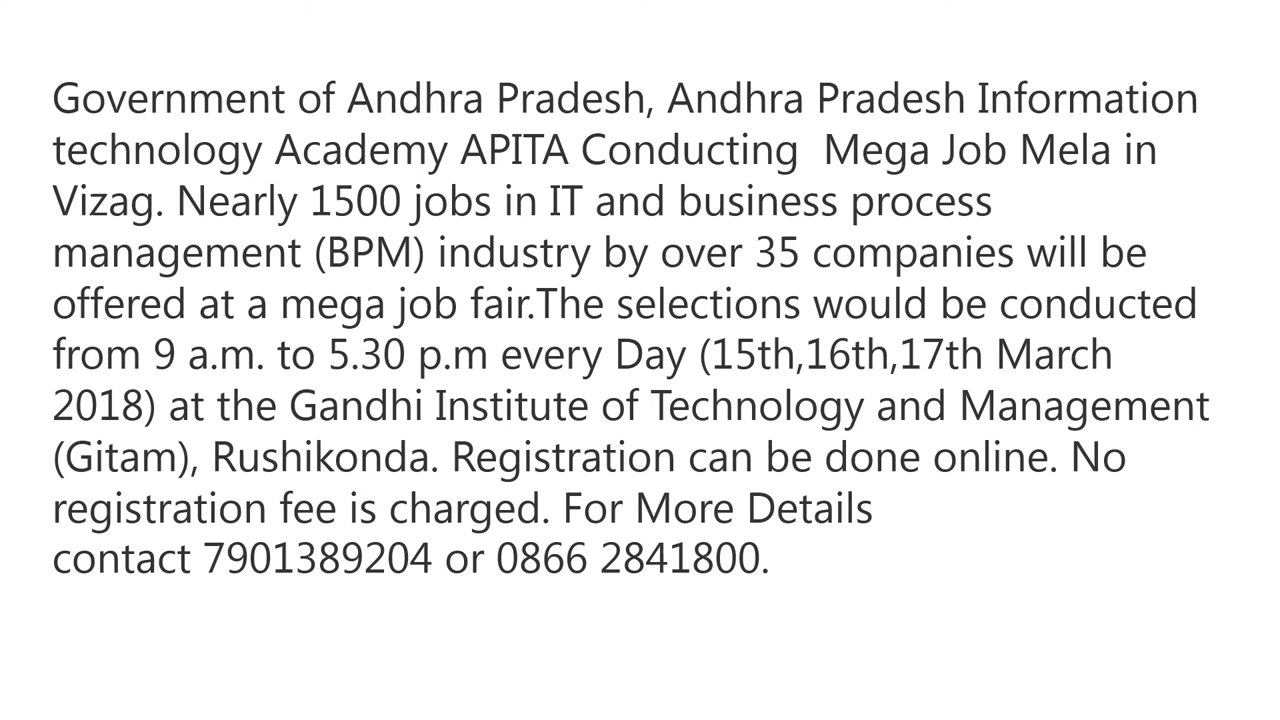 Government of Andhra Pradesh, Andhra Pradesh Information
technology Academy APITA Conducting  Mega Job Mela in
Vizag. Nearly 1500 jobs in IT and business process
management (BPM) industry by over 35 companies will be
offered at a mega job fair.The selections would be conducted
from 9 a.m. to 5.30 p.m every Day (15th,16th,17th March
2018) at the Gandhi Institute of Technology and Management
(Gitam), Rushikonda. Registration can be done online. No
registration fee is charged. For More Details
contact 7901389204 or 0866 2841800.